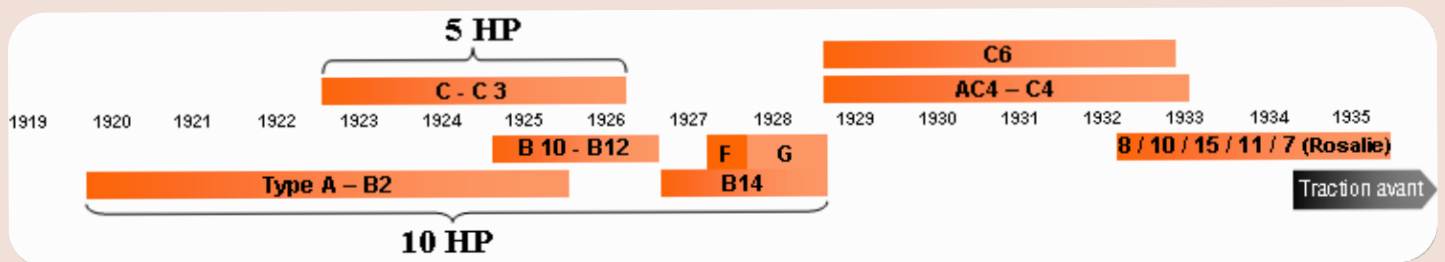 5 HP
C6
C - C 3
AC4 – C4
1919 1920 1921 1922 1923 1924 1925 1926 1927 1928 1929 1930 1931 1932 1933 1934 1935
B 10 - B12
F
G
8 / 10 / 15 / 11 / 7 (Rosalie)
Type A – B2
B14
Traction avant
10 HP